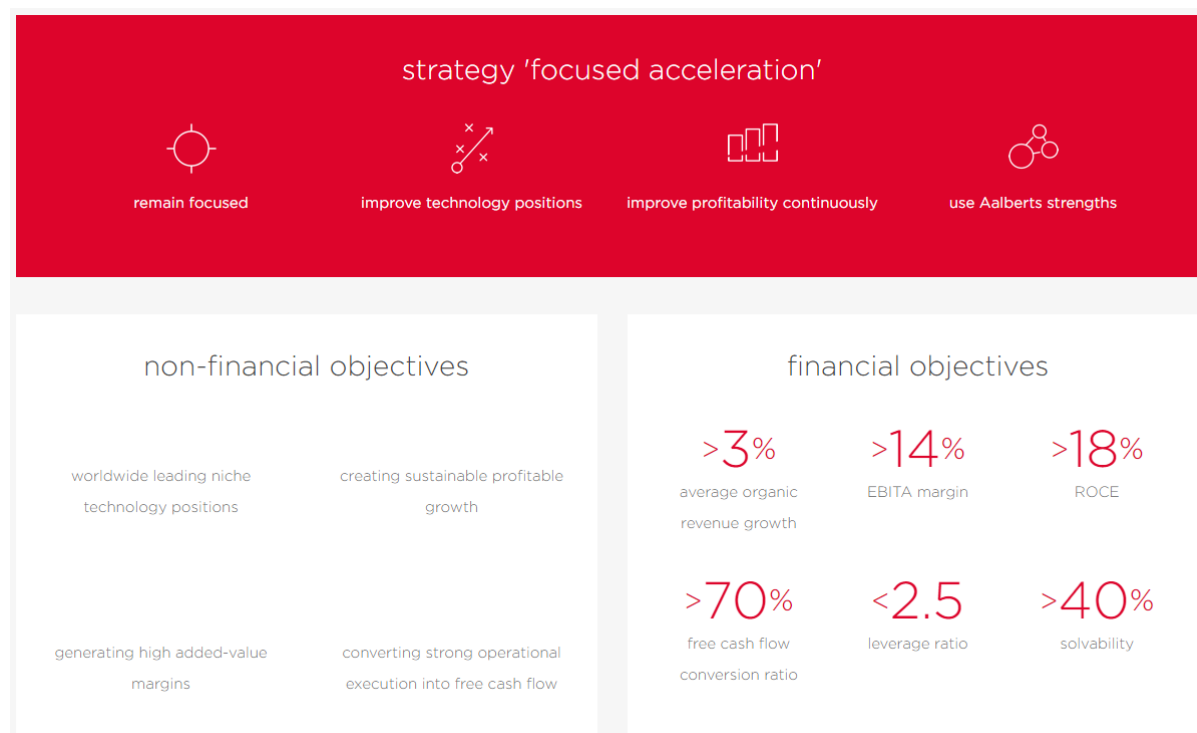 strategy 'focused acceleration'
remain focused
improve technology positions
improve profitability continuously
use Aalberts strengths
non-financial objectives
worldwide leading niche
technology positions
creating sustainable profitable
growth
generating high added-value
margins
converting strong operational
execution into free cash flow
financial objectives
>3%
average organic
revenue growth
>14%
EBITA margin
>18%
ROCE
>70%
free cash flow
conversion ratio
<2.5
leverage ratio
>40%
solvability